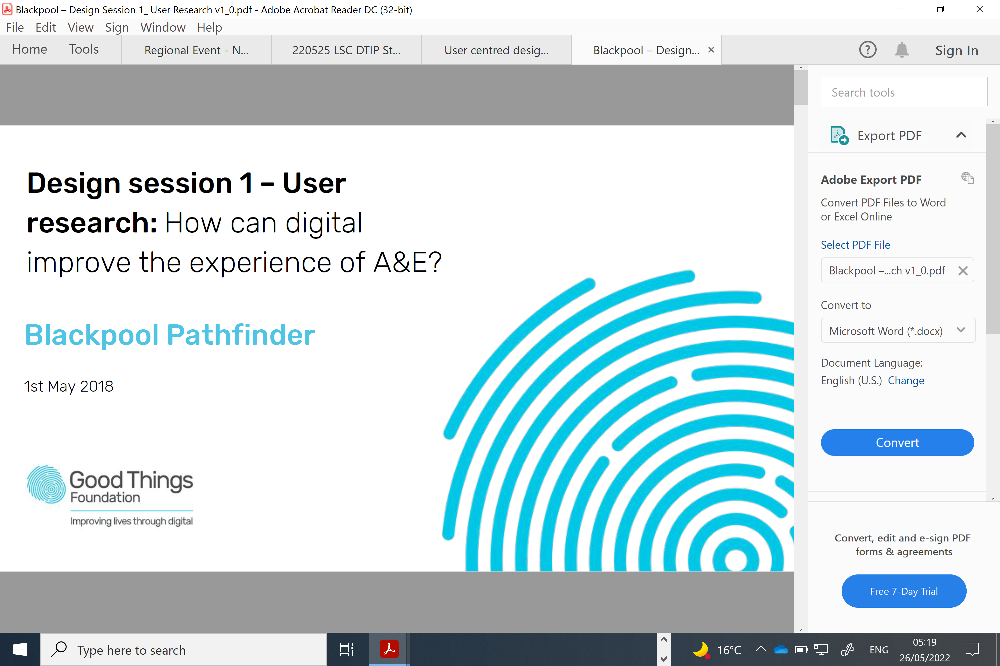 Blackpool – Design Session 1_ User Research v1_0.pdf - Adobe Acrobat Reader DC (32-bit)
File Edit View Sign Window Help
Home Tools Regional Event - N... 220525 LSC DTIP St... User centred desig... Blackpool – Design... Sign In
Search tools
Export PDF
Adobe Export PDF
Convert PDF Files to Word
or Excel Online
Select PDF File
Blackpool –...ch v1_0.pdf
Convert to
Microsoft Word (*.docx)
Document Language:
English (U.S.) Change
Convert
Convert, edit and e-sign PDF
forms & agreements
Free 7-Day Trial
Design session 1 – User
research: How can digital
improve the experience of A&E?
Blackpool Pathfinder
1st May 2018
Good Things
Foundation
Improving lives through digital
Type here to search
16°C ENG 05:19
26/05/2022